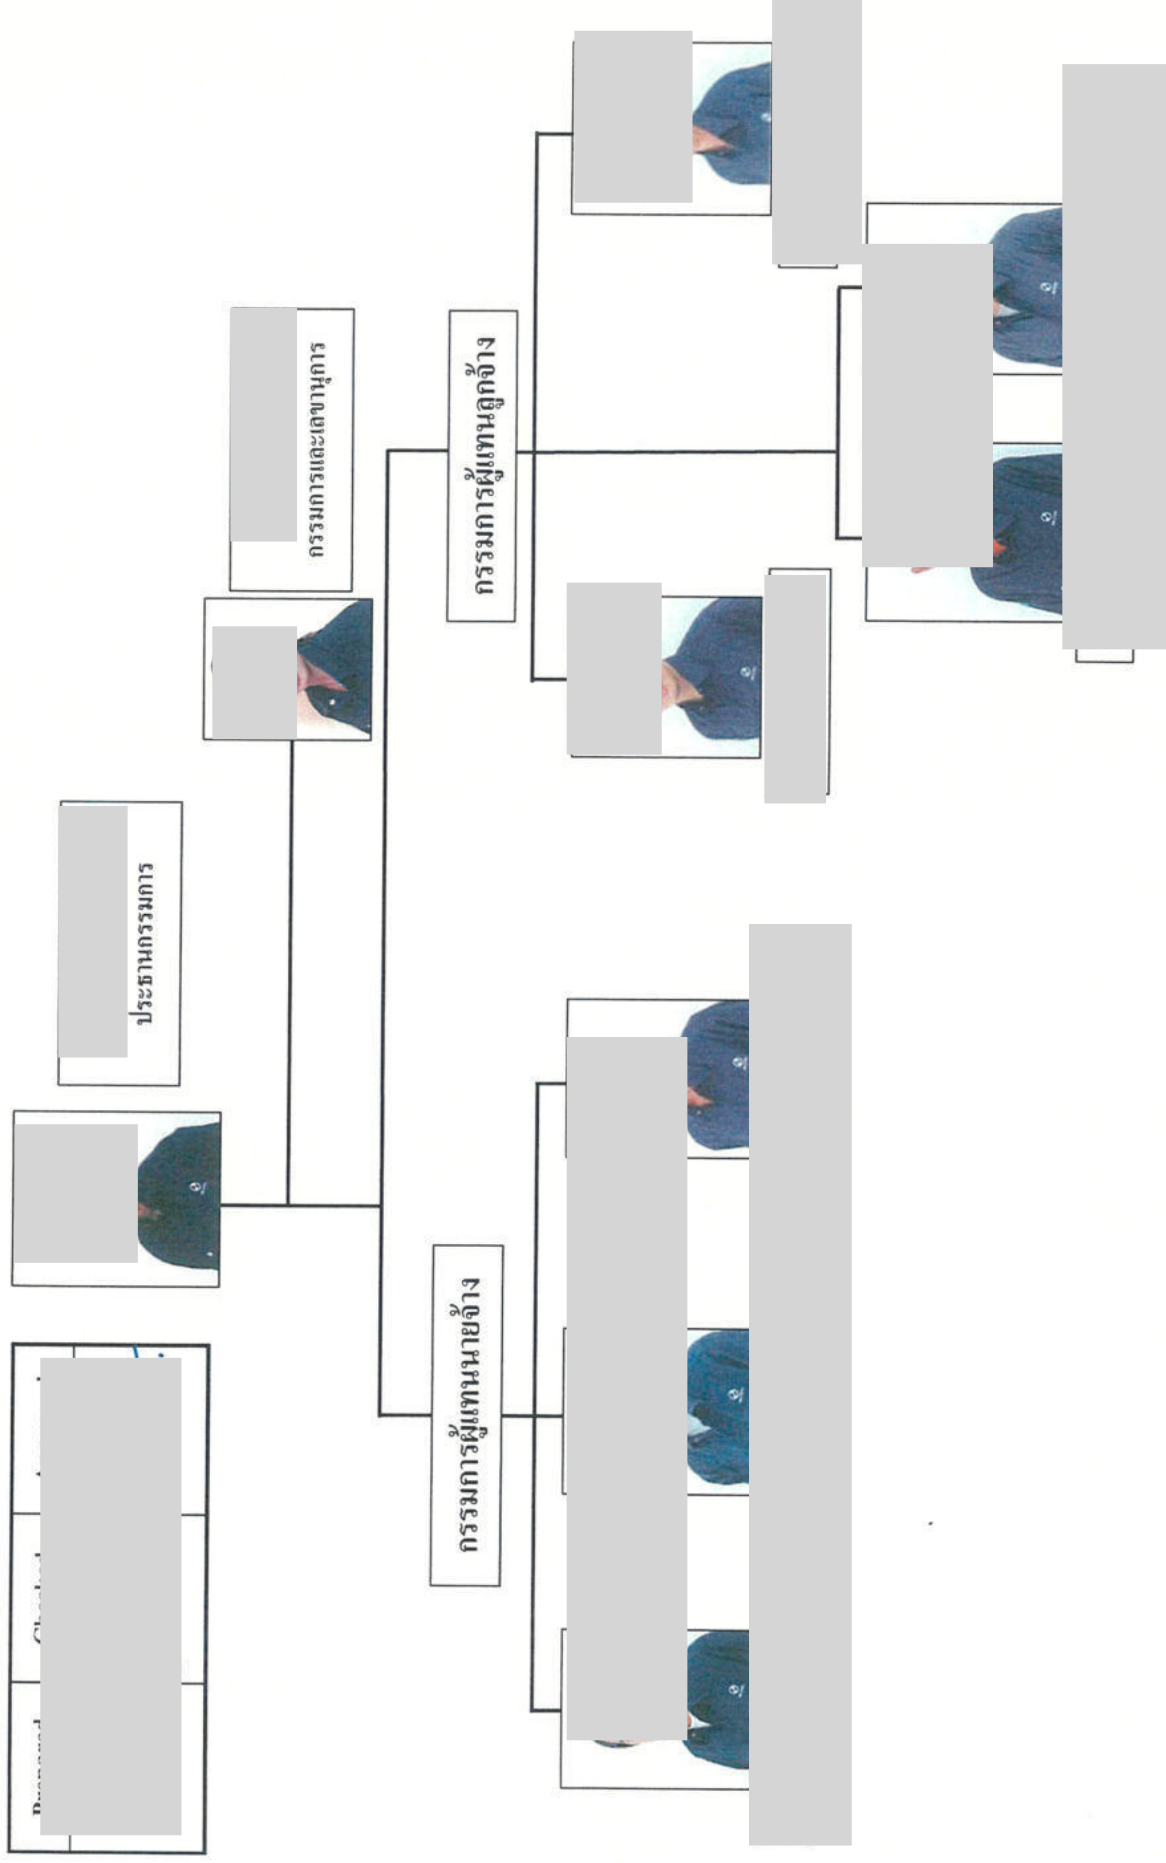 ประธานกรรมการ
กรรมการและเลขานุการ
กรรมการผู้แทนนายจ้าง
กรรมการผู้แทนลูกจ้าง